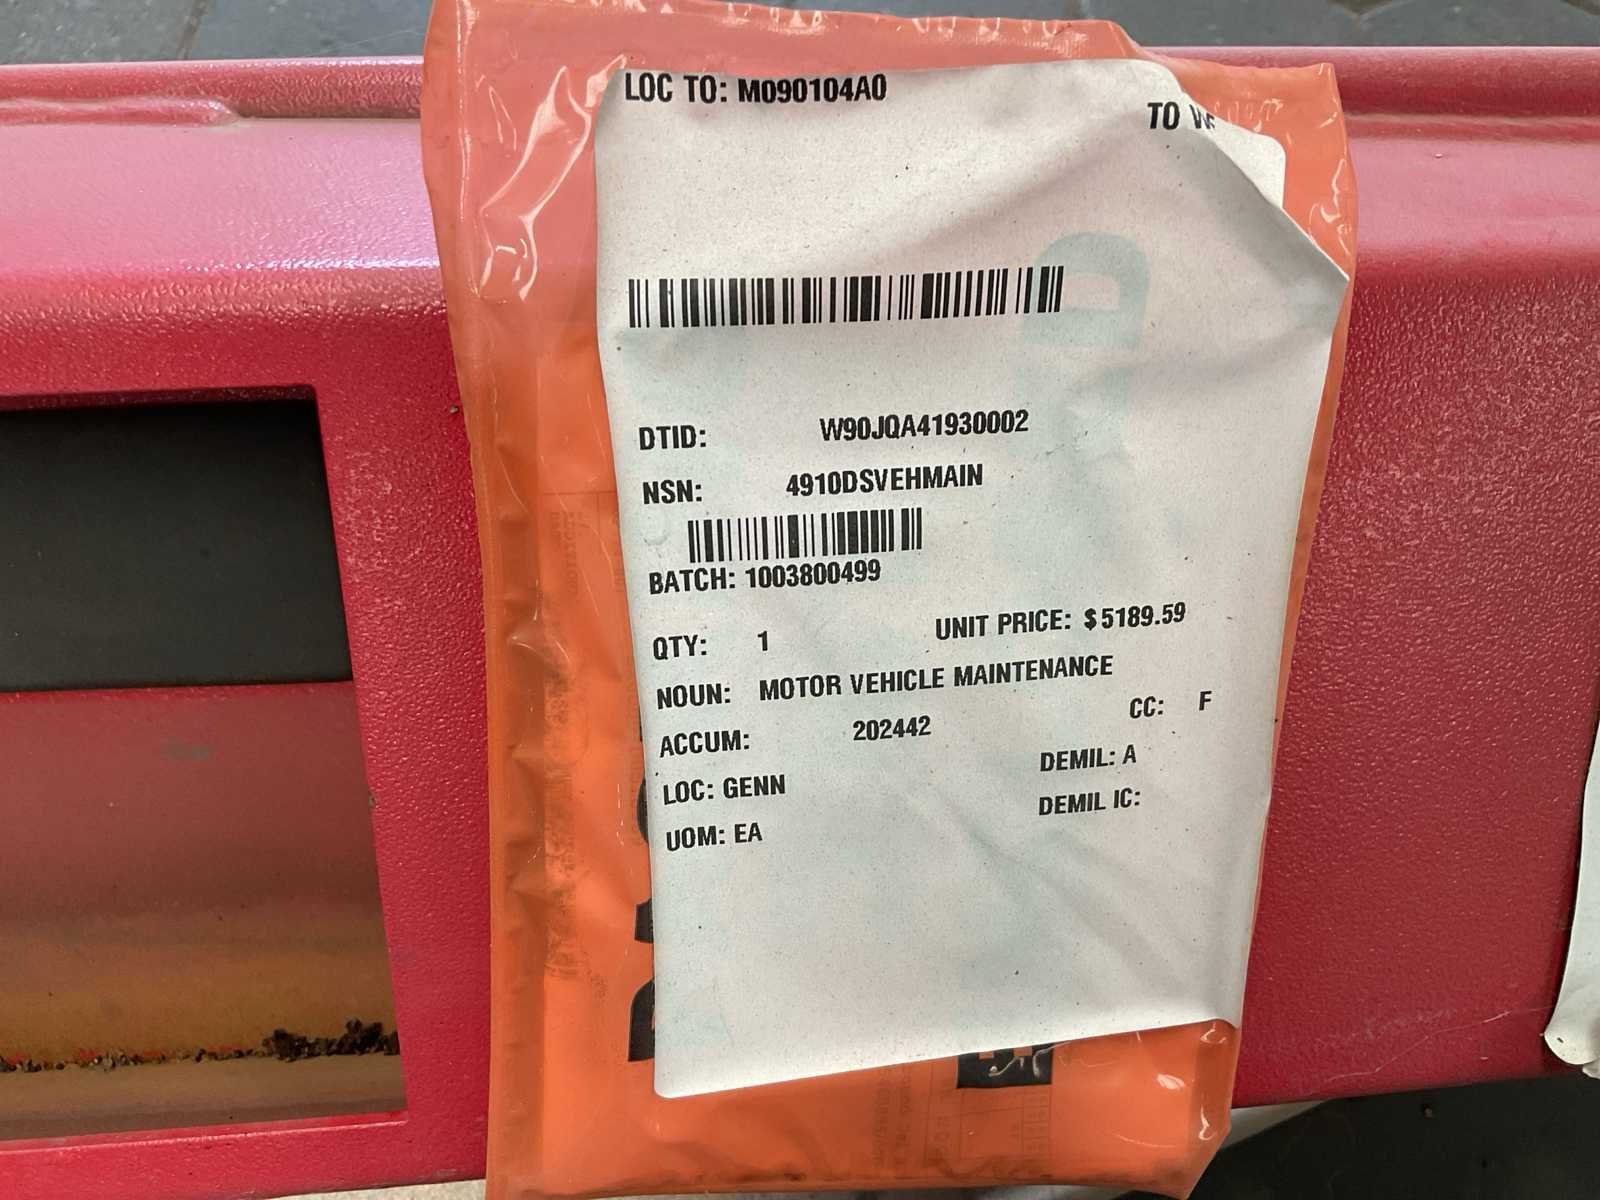 LOC TO: M090104A0
TO
DTID: W90JQA41930002
NSN: 4910DSVEHMAIN
BATCH: 1003800499
QTY: 1 UNIT PRICE: $5189.59
NOUN: MOTOR VEHICLE MAINTENANCE
ACCUM: 202442 CC: F
LOC: GENN DEMIL: A
UOM: EA DEMIL IC: